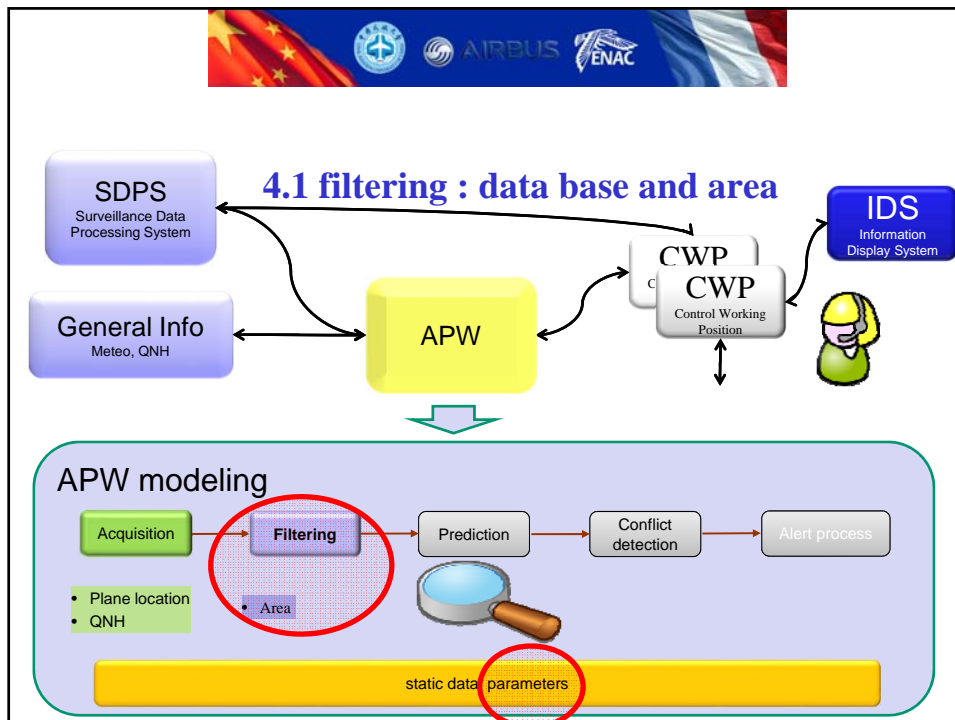 AIRBUS
ENAC
4.1 filtering : data base and area
SDPS
Surveillance Data
Processing System
General Info
Meteo, QNH
APW
CWP
C
CWP
Control Working
Position
IDS
Information
Display System
APW modeling
Acquisition
Filtering
Prediction
Conflict
detection
Alert process
• Plane location
• QNH
• Area
static data parameters